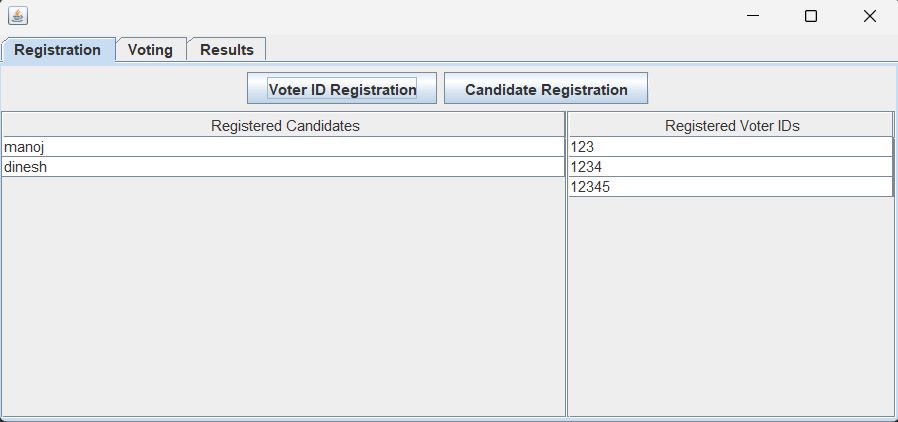 Registration Voting Results
Voter ID Registration Candidate Registration
Registered Candidates Registered Voter IDs
manoj 123
dinesh 1234
12345